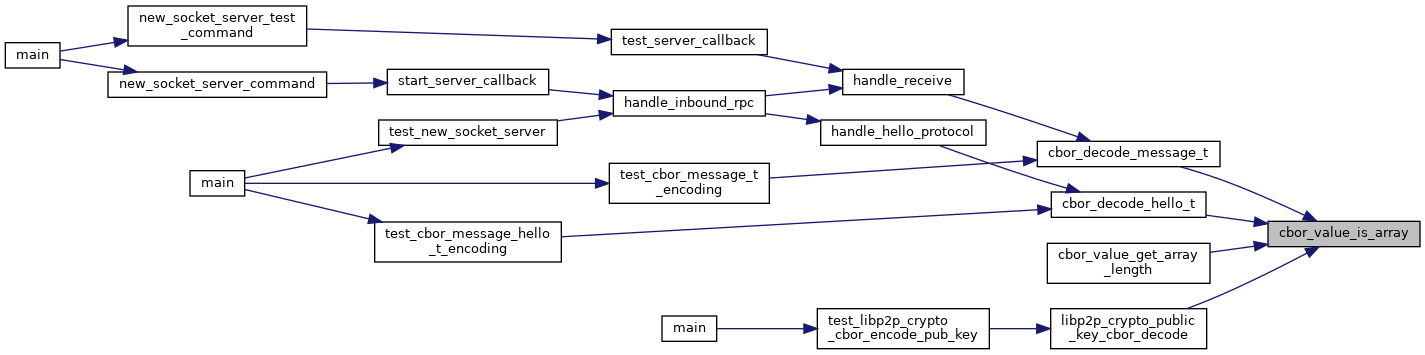 new_socket_server_test
_command
main
new_socket_server_command
test_server_callback
start_server_callback
handle_receive
handle_inbound_rpc
test_new_socket_server
handle_hello_protocol
cbor_decode_message_t
main
test_cbor_message_t
_encoding
cbor_decode_hello_t
test_cbor_message_hello
_t_encoding
cbor_value_is_array
cbor_value_get_array
_length
main
test_libp2p_crypto
_cbor_encode_pub_key
libp2p_crypto_public
_key_cbor_decode